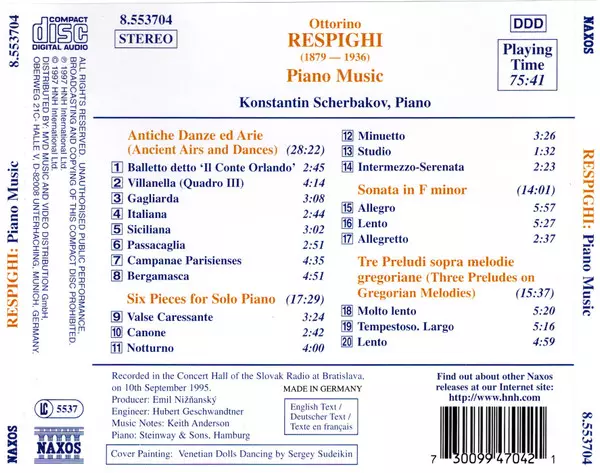 8.553704
COMPACT
disc
DIGITAL AUDIO
8.553704
STEREO
Ottorino
RESPIGHI
(1879 — 1936)
Piano Music
DDD
Playing
Time
75:41
NAXOS
Konstantin Scherbakov, Piano
Antiche Danze ed Arie
(Ancient Airs and Dances) (28:22)
1 Balletto detto 'Il Conte Orlando' 2:45
2 Villanella (Quadro III) 4:14
3 Gagliarda 3:08
4 Italiana 2:44
5 Siciliana 3:02
6 Passacaglia 2:51
7 Campanae Parisienses 4:35
8 Bergamasca 4:51
Six Pieces for Solo Piano (17:29)
9 Valse Caressante 3:24
10 Canone 2:42
11 Notturno 4:00
12 Minuetto 3:26
13 Studio 1:32
14 Intermezzo-Serenata 2:23
Sonata in F minor (14:01)
15 Allegro 5:57
16 Lento 5:27
17 Allegretto 2:37
Tre Preludi sopra melodie
gregoriane (Three Preludes on
Gregorian Melodies) (15:37)
18 Molto lento 5:20
19 Tempestoso. Largo 5:16
20 Lento 4:59
Recorded in the Concert Hall of the Slovak Radio at Bratislava,
on 10th September 1995.
Producer: Emil Nižňanský
Engineer: Hubert Geschwandtner
Music Notes: Keith Anderson
Piano: Steinway & Sons, Hamburg
MADE IN GERMANY
English Text /
Deutscher Text /
Texte en français
Cover Painting: Venetian Dolls Dancing by Sergey Sudeikin
Find out about other Naxos
releases at our Internet site:
http://www.hnh.com
7 30099 47042 1
RESPIGHI: Piano Music
ALL RIGHTS RESERVED. UNAUTHORISED PUBLIC PERFORMANCE,
BROADCASTING AND COPYING OF THIS COMPACT DISC PROHIBITED.
℗ 1997 HNH International Ltd.
© 1997 HNH International Ltd.
DISTRIBUTED BY: MVD MUSIC AND VIDEO DISTRIBUTION GmbH,
OBERWEG 21C- HALLE V, D-82008 UNTERHACHING, MUNICH, GERMANY.
LC 5537
NAXOS
NAXOS
RESPIGHI: Piano Music
8.553704